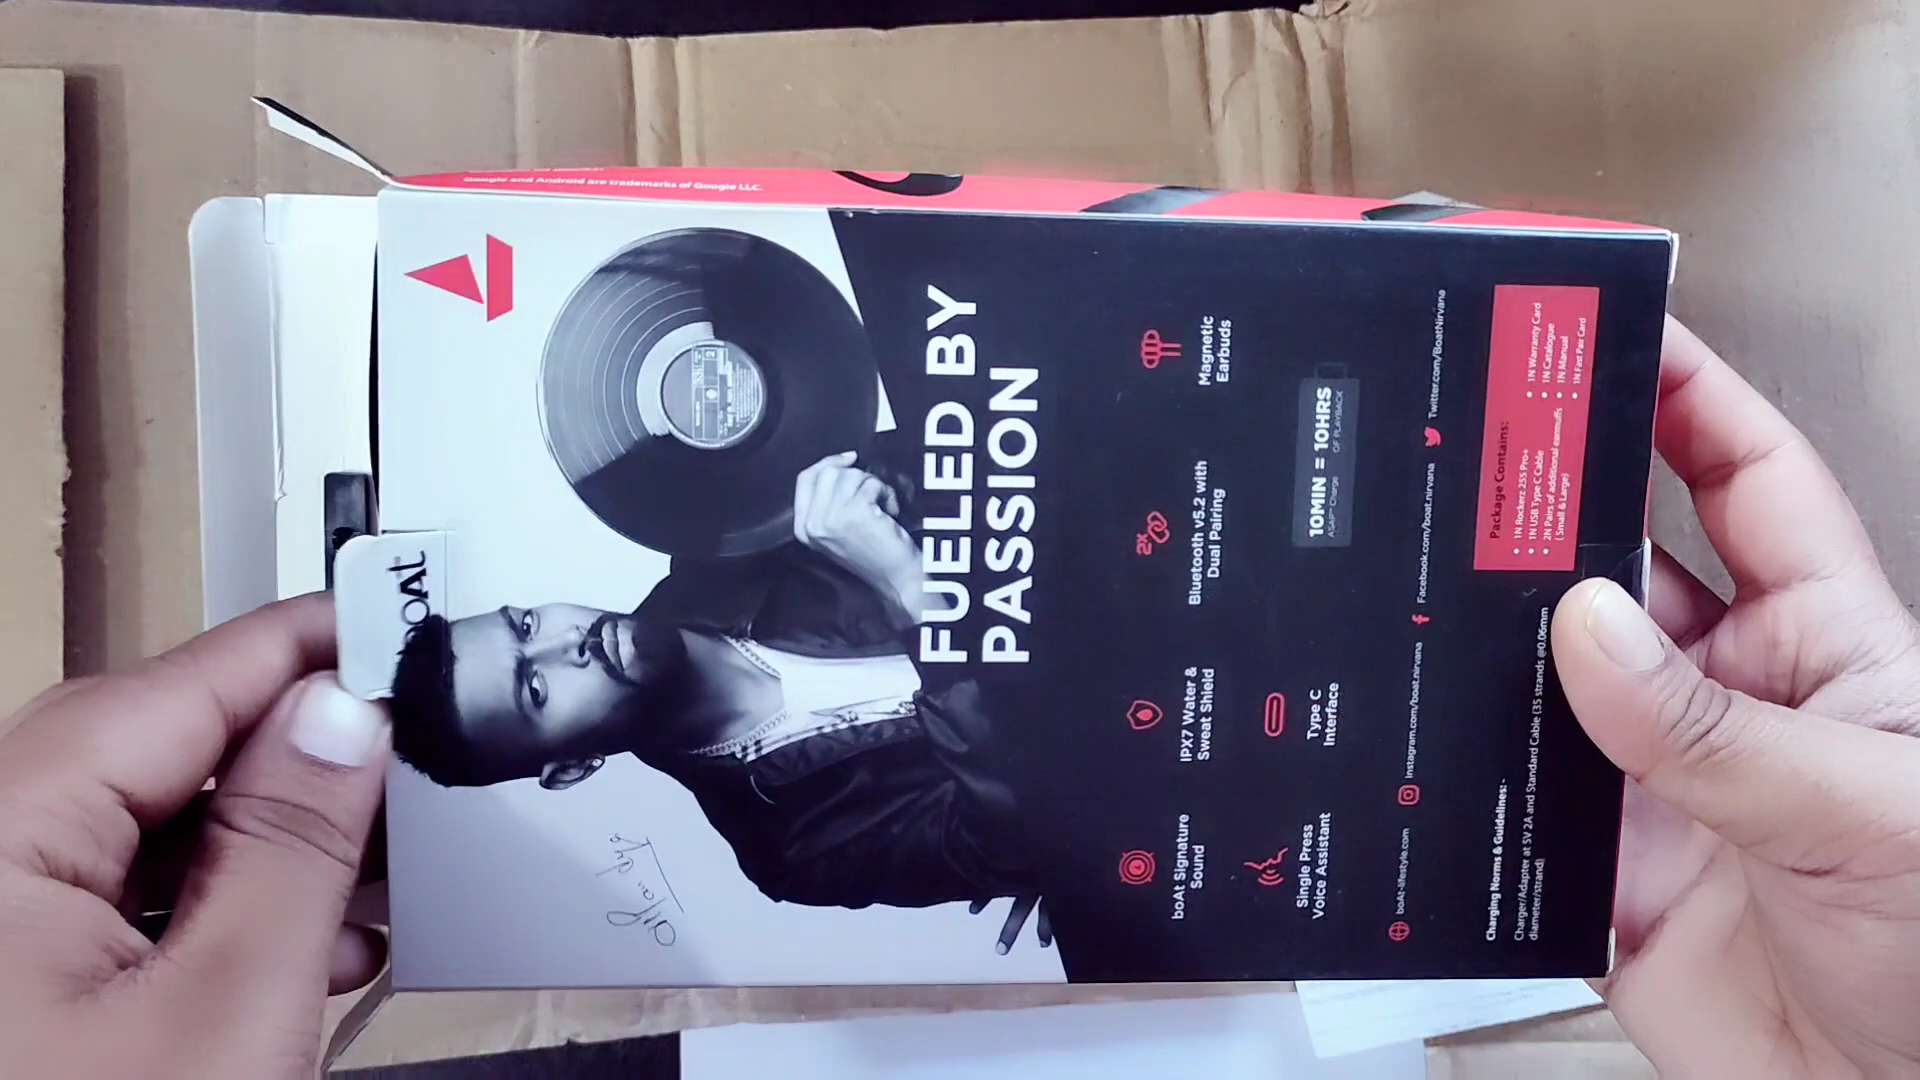 Google and Android are trademarks of Google LLC.
boAt
FUELED BY
PASSION
boAt Signature
Sound
IPX7 Water &
Sweat Shield
Bluetooth v5.2 with
Dual Pairing
2X
Magnetic
Earbuds
Single Press
Voice Assistant
Type C
Interface
10MIN = 10HRS
ASAP™ Charge OF PLAYBACK
boAt-lifestyle.com
Instagram.com/boat.nirvana
Facebook.com/boat.nirvana
Twitter.com/BoatNirvana
Charging Norms & Guidelines: -
Charger/Adapter at 5V 2A and Standard Cable (35 strands @0.06mm
diameter/strand)
Package Contains:
• 1N Rockerz 255 Pro+
• 1N USB Type C Cable
• 2N Pairs of additional earmuffs
( Small & Large)
• 1N Warranty Card
• 1N Catalogue
• 1N Manual
• 1N Fast Pair Card